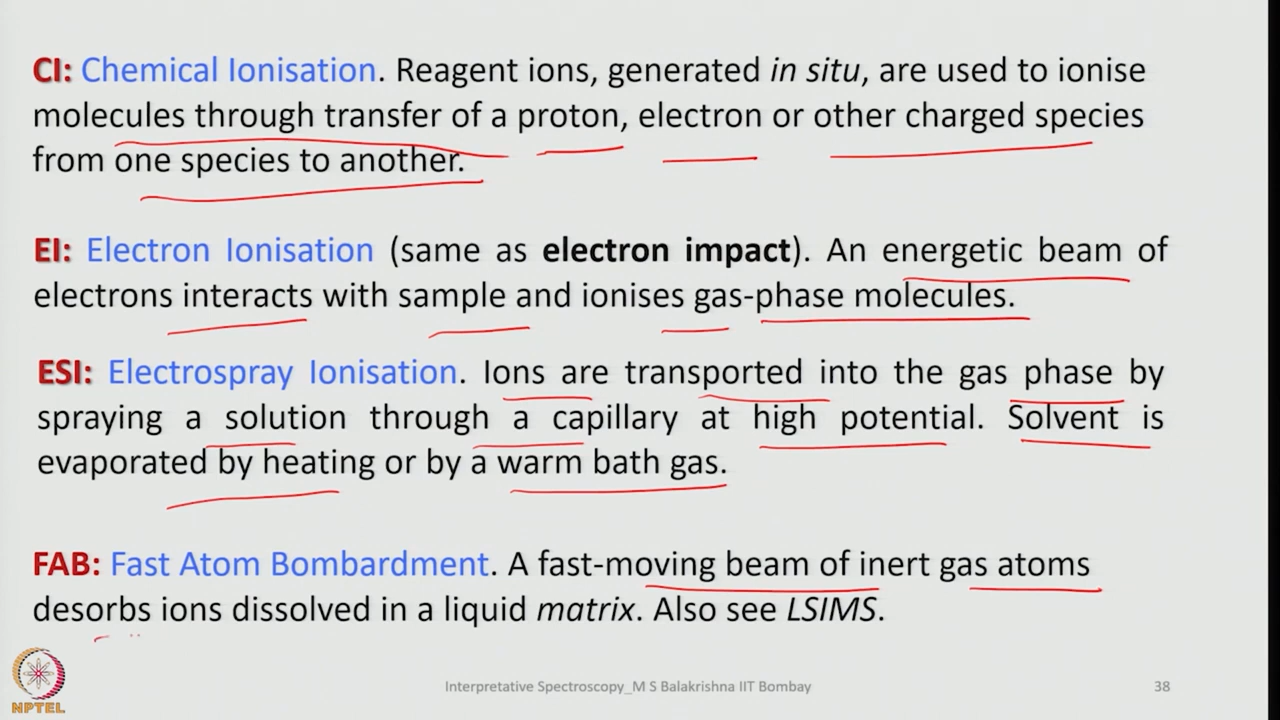 CI: Chemical Ionisation. Reagent ions, generated in situ, are used to ionise
molecules through transfer of a proton, electron or other charged species
from one species to another.
EI: Electron Ionisation (same as electron impact). An energetic beam of
electrons interacts with sample and ionises gas-phase molecules.
ESI: Electrospray Ionisation. Ions are transported into the gas phase by
spraying a solution through a capillary at high potential. Solvent is
evaporated by heating or by a warm bath gas.
FAB: Fast Atom Bombardment. A fast-moving beam of inert gas atoms
desorbs ions dissolved in a liquid matrix. Also see LSIMS.
NPTEL
Interpretative Spectroscopy_M S Balakrishna IIT Bombay
38